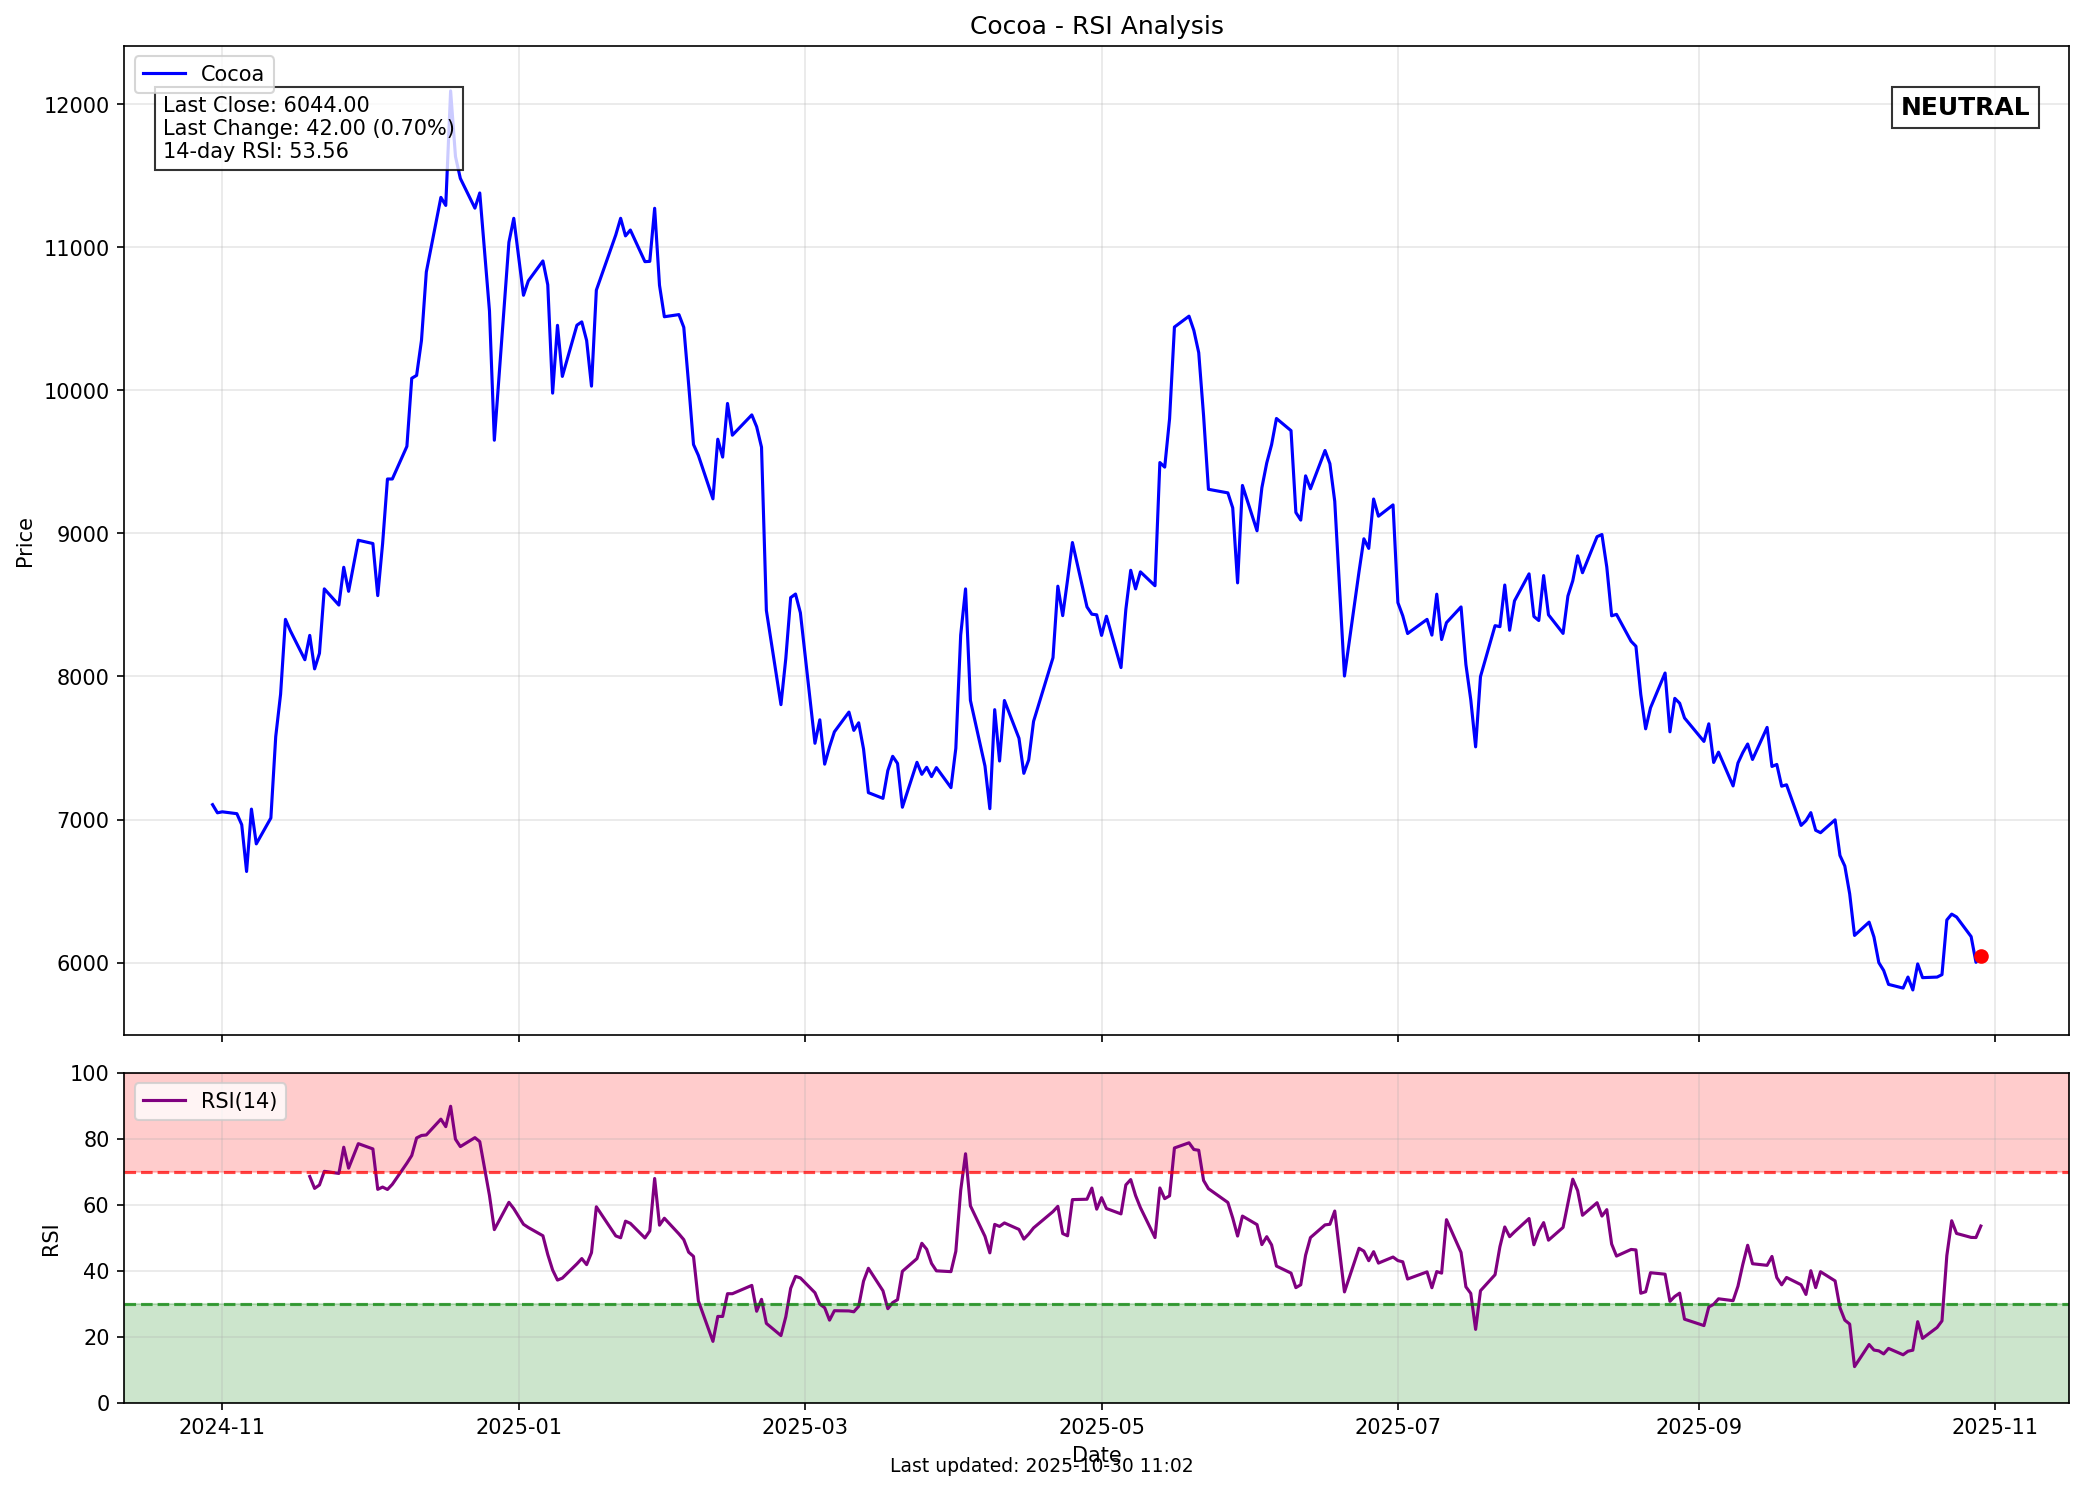 Cocoa - RSI Analysis
Cocoa
Last Close: 6044.00
Last Change: 42.00 (0.70%)
14-day RSI: 53.56
NEUTRAL
12000
11000
10000
9000
8000
7000
6000
Price
RSI(14)
100
80
60
40
20
0
RSI
2024-11
2025-01
2025-03
2025-05
2025-07
2025-09
2025-11
Date
Last updated: 2025-10-30 11:02